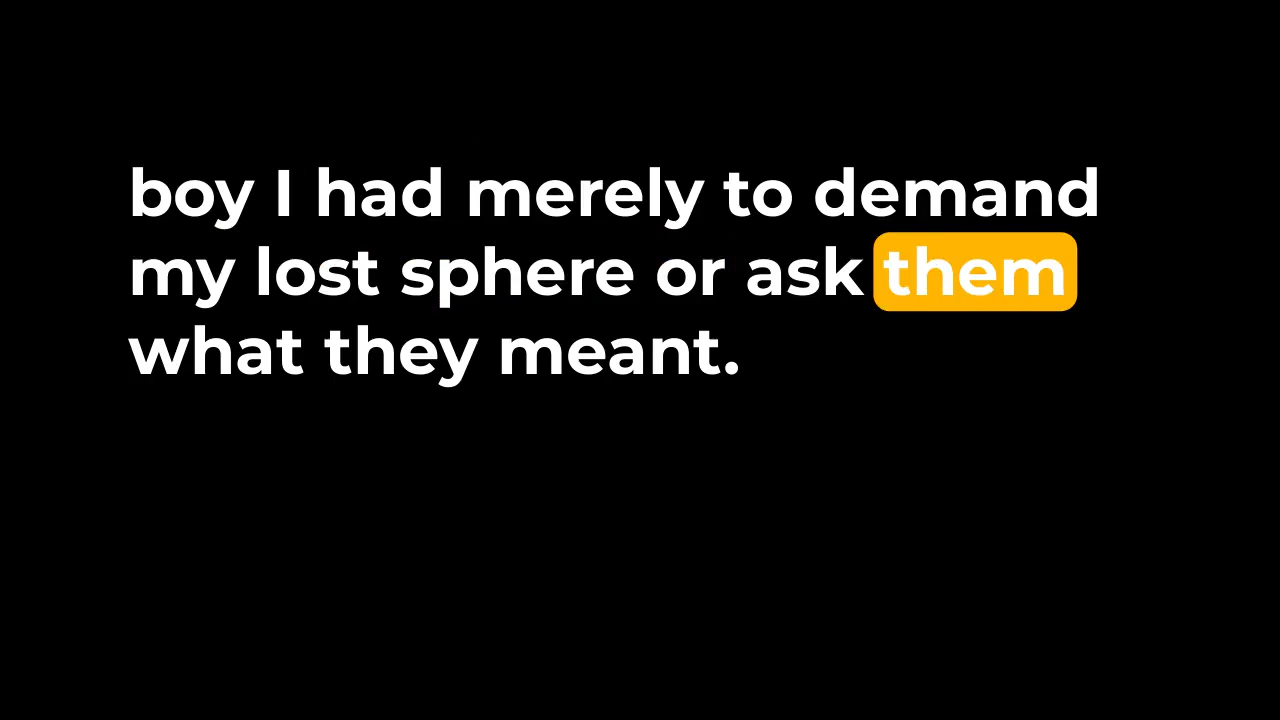 boy I had merely to demand
my lost sphere or ask them
what they meant.